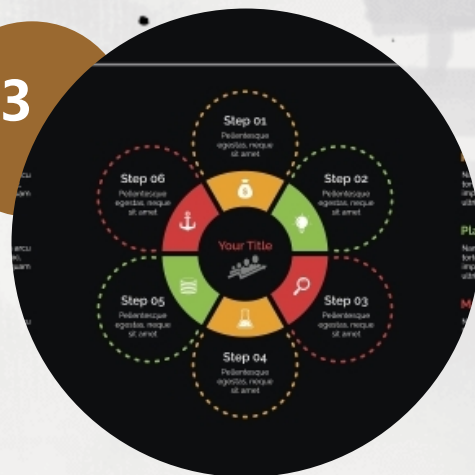 3
Step 01
Pellentesque
egestas, neque
sit amet
Step 06
Pellentesque
egestas, neque
sit amet
Step 02
Pellentesque
egestas, neque
sit amet
Your Title
Step 05
Pellentesque
egestas, neque
sit amet
Step 03
Pellentesque
egestas, neque
sit amet
Step 04
Pellentesque
egestas, neque
sit amet